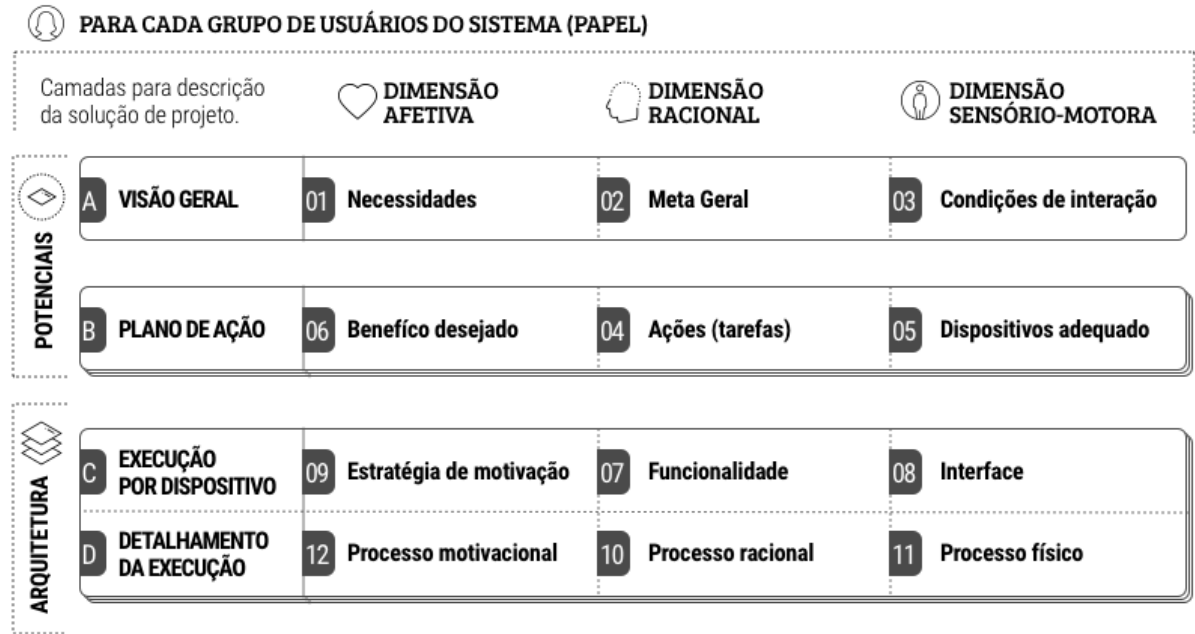 PARA CADA GRUPO DE USUÁRIOS DO SISTEMA (PAPEL)
Camadas para descrição
da solução de projeto.
DIMENSÃO
AFETIVA
DIMENSÃO
RACIONAL
DIMENSÃO
SENSÓRIO-MOTORA
POTENCIAIS
A VISÃO GERAL
01 Necessidades
02 Meta Geral
03 Condições de interação
B PLANO DE AÇÃO
06 Benefíco desejado
04 Ações (tarefas)
05 Dispositivos adequado
ARQUITETURA
C EXECUÇÃO
POR DISPOSITIVO
09 Estratégia de motivação
07 Funcionalidade
08 Interface
D DETALHAMENTO
DA EXECUÇÃO
12 Processo motivacional
10 Processo racional
11 Processo físico